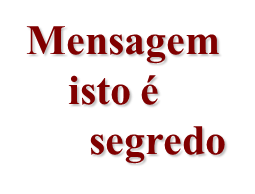 Mensagem
isto é
segredo